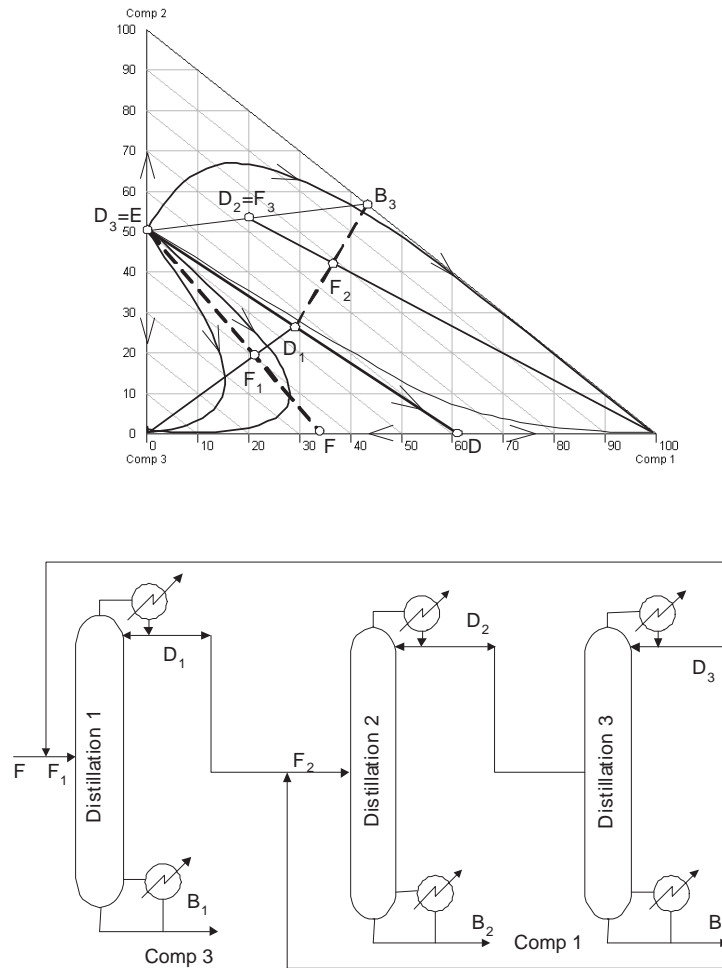 Comp 2
100
90
80
70
60
50
40
30
20
10
0
D₂=F₃
B₃
D₃=E
F₂
D₁
F₁
F
D
0 10 20 30 40 50 60 70 80 90 100
Comp 3
Comp 1
D₁
D₂
D₃
Distillation 1
Distillation 2
Distillation 3
F F₁
F₂
B₁
B₂
B
Comp 3
Comp 1